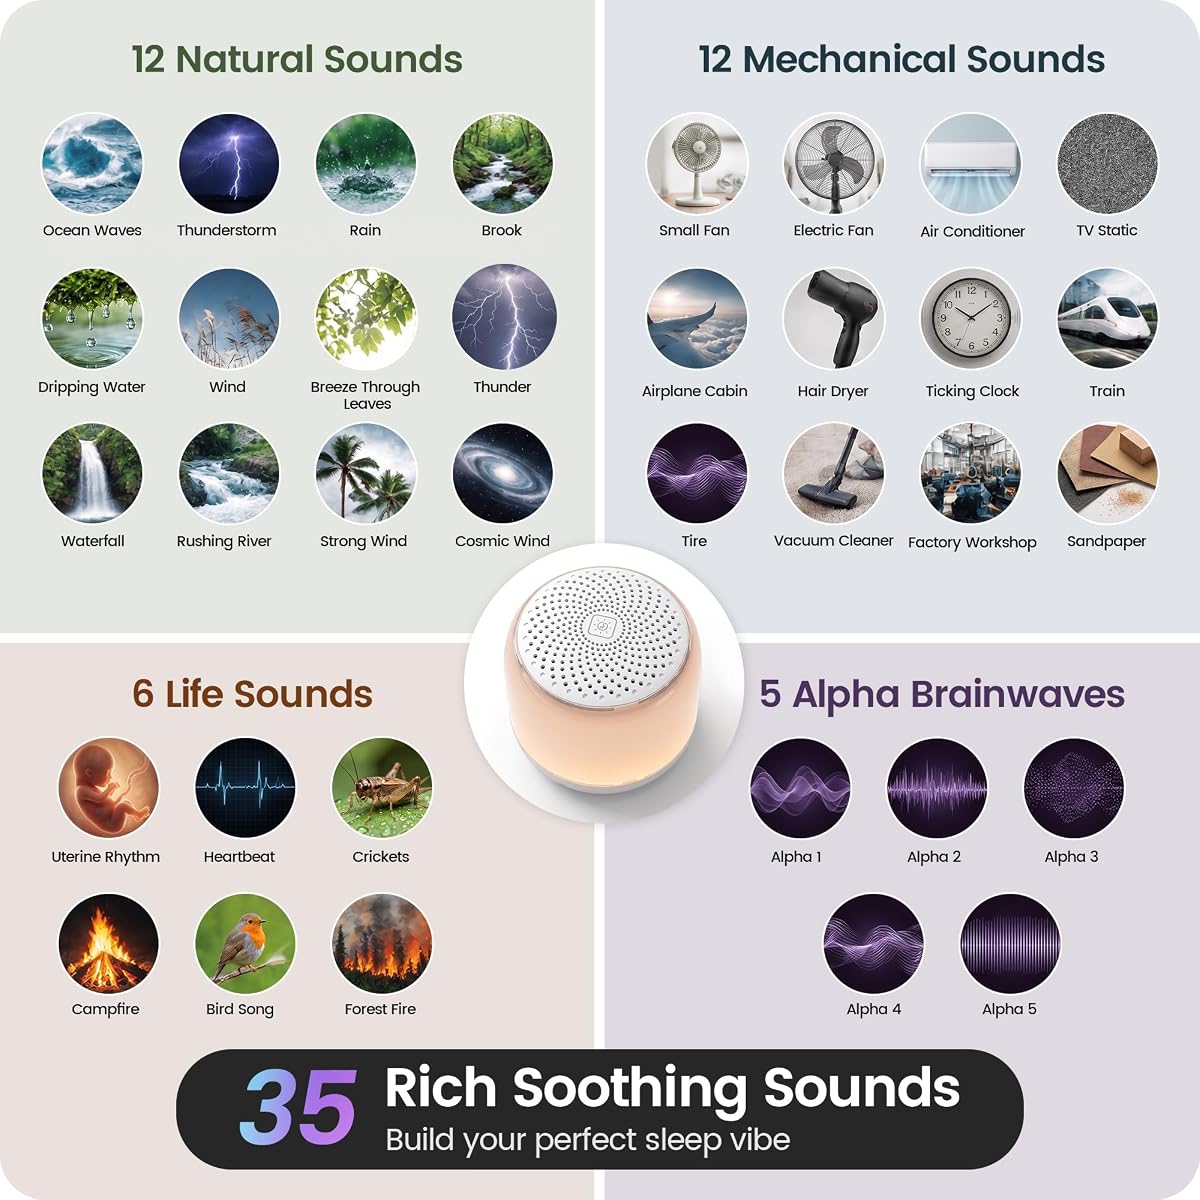 12 Natural Sounds
Ocean Waves
Thunderstorm
Rain
Brook
Dripping Water
Wind
Breeze Through
Leaves
Thunder
Waterfall
Rushing River
Strong Wind
Cosmic Wind
12 Mechanical Sounds
Small Fan
Electric Fan
Air Conditioner
TV Static
Airplane Cabin
Hair Dryer
Ticking Clock
Train
Tire
Vacuum Cleaner
Factory Workshop
Sandpaper
6 Life Sounds
Uterine Rhythm
Heartbeat
Crickets
Campfire
Bird Song
Forest Fire
5 Alpha Brainwaves
Alpha 1
Alpha 2
Alpha 3
Alpha 4
Alpha 5
35
Rich Soothing Sounds
Build your perfect sleep vibe